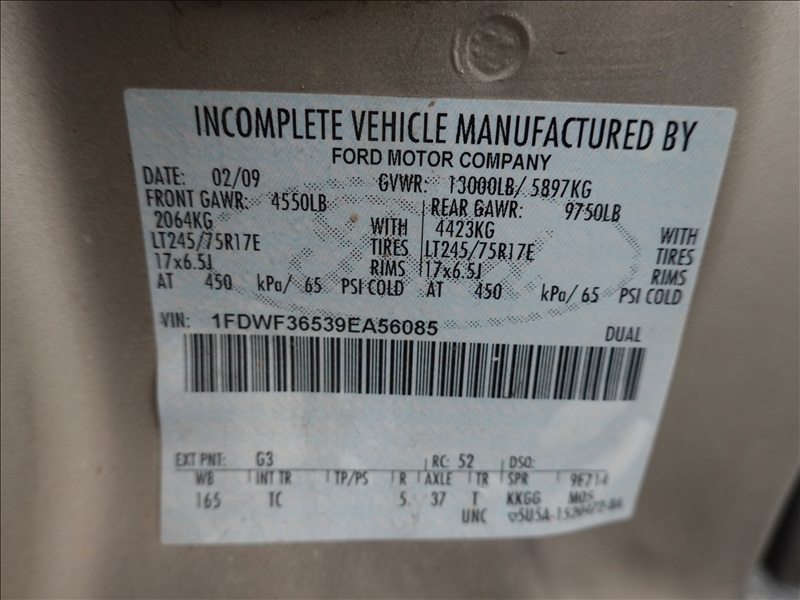 INCOMPLETE VEHICLE MANUFACTURED BY
FORD MOTOR COMPANY
DATE: 02/09 GVWR: 13000LB/ 5897KG
FRONT GAWR: 4550LB REAR GAWR: 9750LB
2064KG WITH 4423KG WITH
LT245/75R17E TIRES LT245/75R17E TIRES
17x6.5J RIMS 17x6.5J RIMS
AT 450 kPa/ 65 PSI COLD AT 450 kPa/ 65 PSI COLD
VIN: 1FDWF36539EA56085 DUAL
EXT PNT: G3 RC: 52 DSO:
WB INT TR TP/PS R AXLE TR SPR
165 TC 5. 37 T KKGG
UNC